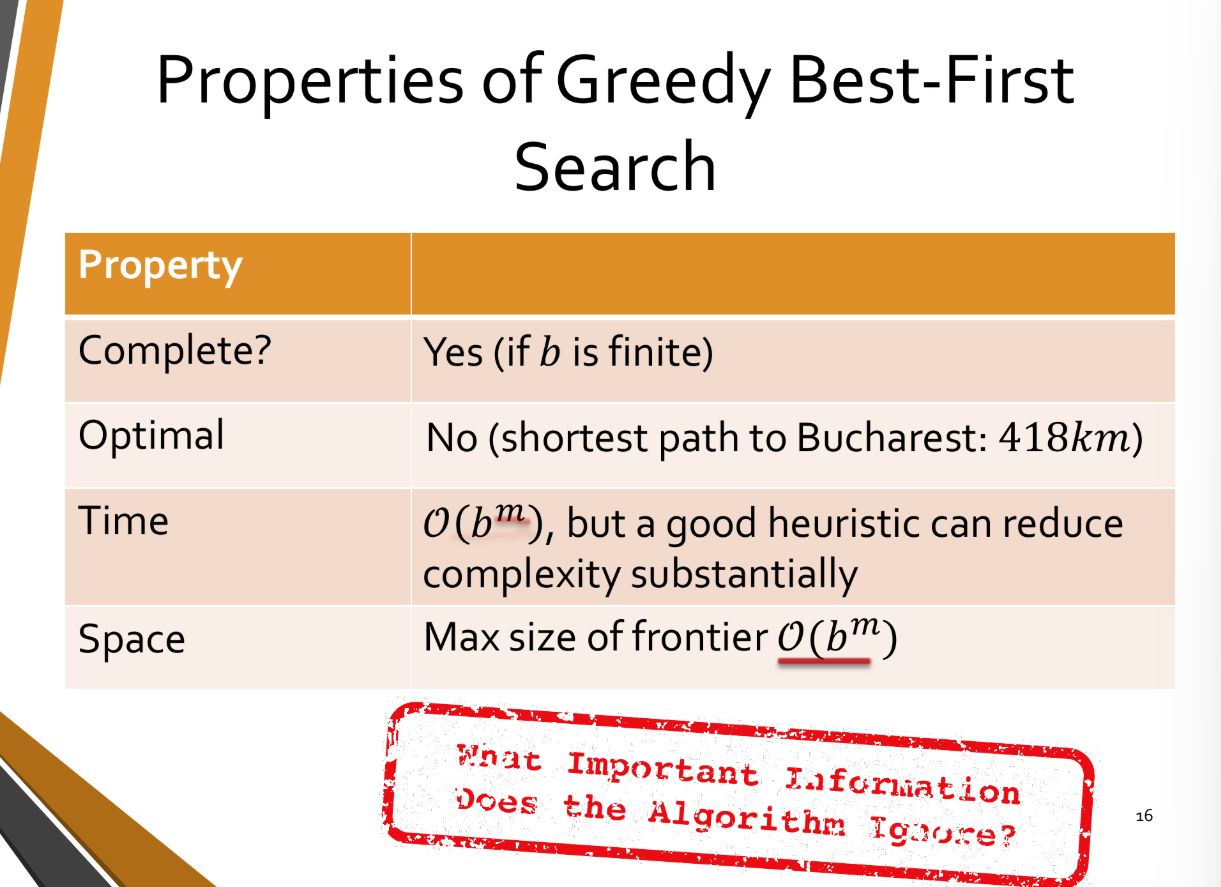 Properties of Greedy Best-First
Search
Property
Complete?
Yes (if b is finite)
Optimal
No (shortest path to Bucharest: 418km)
Time
𝒪(b^m), but a good heuristic can reduce
complexity substantially
Space
Max size of frontier 𝒪(b^m)
What Important Information
Does the Algorithm Ignore?
16